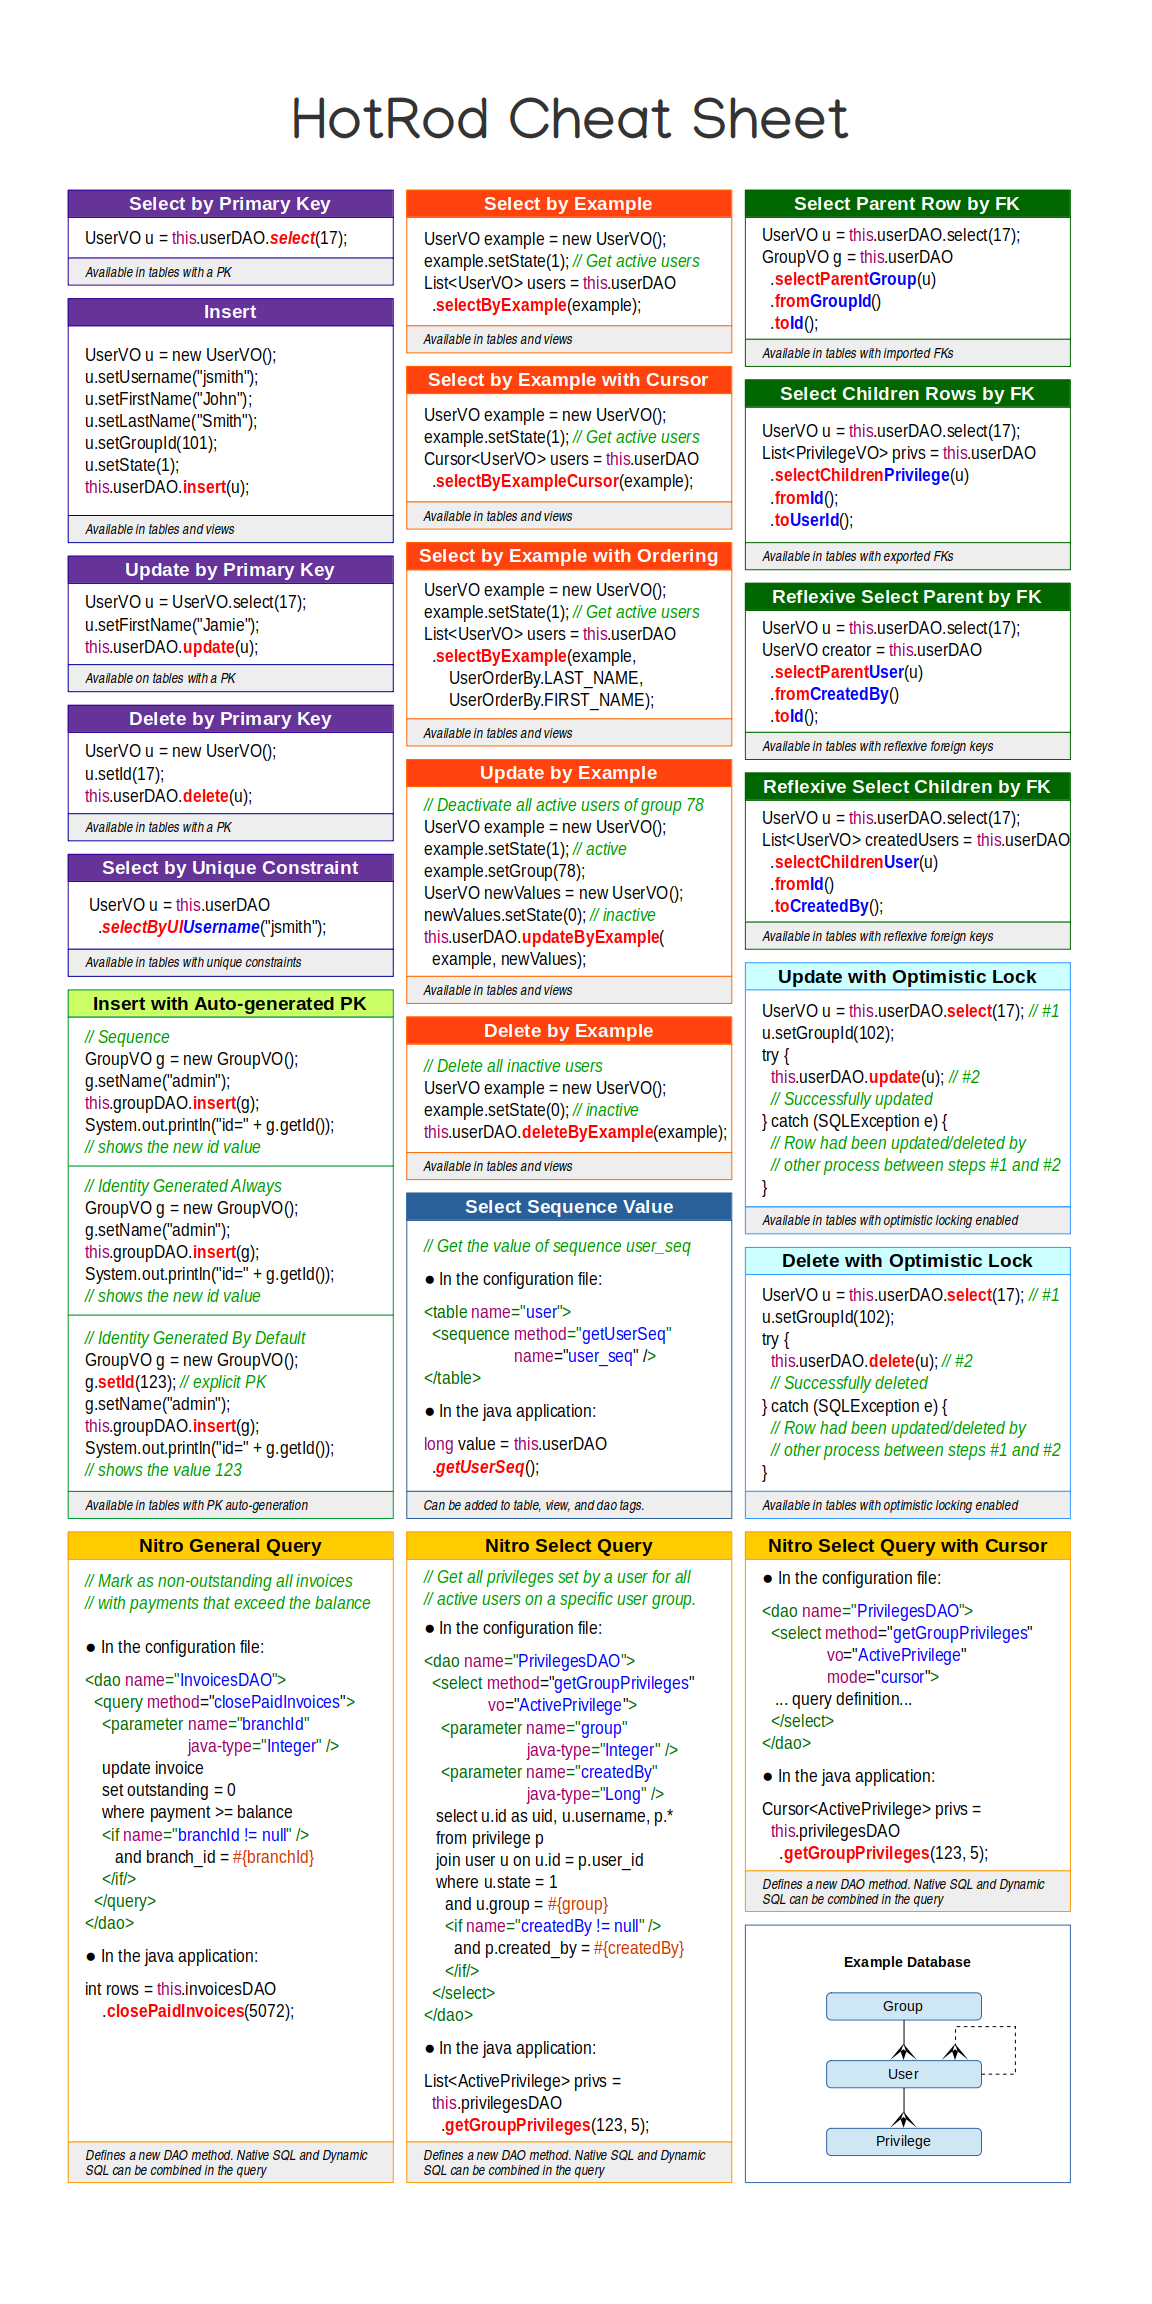 HotRod Cheat Sheet
Select by Primary Key
UserVO u = this.userDAO.select(17);
Available in tables with a PK
Insert
UserVO u = new UserVO();
u.setUsername("jsmith");
u.setFirstName("John");
u.setLastName("Smith");
u.setGroupId(101);
u.setState(1);
this.userDAO.insert(u);
Available in tables and views
Update by Primary Key
UserVO u = UserVO.select(17);
u.setFirstName("Jamie");
this.userDAO.update(u);
Available on tables with a PK
Delete by Primary Key
UserVO u = new UserVO();
u.setId(17);
this.userDAO.delete(u);
Available in tables with a PK
Select by Unique Constraint
UserVO u = this.userDAO
.selectByUIUsername("jsmith");
Available in tables with unique constraints
Insert with Auto-generated PK
// Sequence
GroupVO g = new GroupVO();
g.setName("admin");
this.groupDAO.insert(g);
System.out.println("id=" + g.getId());
// shows the new id value
// Identity Generated Always
GroupVO g = new GroupVO();
g.setName("admin");
this.groupDAO.insert(g);
System.out.println("id=" + g.getId());
// shows the new id value
// Identity Generated By Default
GroupVO g = new GroupVO();
g.setId(123); // explicit PK
g.setName("admin");
this.groupDAO.insert(g);
System.out.println("id=" + g.getId());
// shows the value 123
Available in tables with PK auto-generation
Nitro General Query
// Mark as non-outstanding all invoices
// with payments that exceed the balance
● In the configuration file:
<dao name="InvoicesDAO">
<query method="closePaidInvoices">
<parameter name="branchId"
java-type="Integer" />
update invoice
set outstanding = 0
where payment >= balance
<if name="branchId != null" />
and branch_id = #{branchId}
</if/>
</query>
</dao>
● In the java application:
int rows = this.invoicesDAO
.closePaidInvoices(5072);
Defines a new DAO method. Native SQL and Dynamic
SQL can be combined in the query
Select by Example
UserVO example = new UserVO();
example.setState(1); // Get active users
List<UserVO> users = this.userDAO
.selectByExample(example);
Available in tables and views
Select by Example with Cursor
UserVO example = new UserVO();
example.setState(1); // Get active users
Cursor<UserVO> users = this.userDAO
.selectByExampleCursor(example);
Available in tables and views
Select by Example with Ordering
UserVO example = new UserVO();
example.setState(1); // Get active users
List<UserVO> users = this.userDAO
.selectByExample(example,
UserOrderBy.LAST_NAME,
UserOrderBy.FIRST_NAME);
Available in tables and views
Update by Example
// Deactivate all active users of group 78
UserVO example = new UserVO();
example.setState(1); // active
example.setGroup(78);
UserVO newValues = new UserVO();
newValues.setState(0); // inactive
this.userDAO.updateByExample(
example, newValues);
Available in tables and views
Delete by Example
// Delete all inactive users
UserVO example = new UserVO();
example.setState(0); // inactive
this.userDAO.deleteByExample(example);
Available in tables and views
Select Sequence Value
// Get the value of sequence user_seq
● In the configuration file:
<table name="user">
<sequence method="getUserSeq"
name="user_seq" />
</table>
● In the java application:
long value = this.userDAO
.getUserSeq();
Can be added to table, view, and dao tags.
Nitro Select Query
// Get all privileges set by a user for all
// active users on a specific user group.
● In the configuration file:
<dao name="PrivilegesDAO">
<select method="getGroupPrivileges"
vo="ActivePrivilege">
<parameter name="group"
java-type="Integer" />
<parameter name="createdBy"
java-type="Long" />
select u.id as uid, u.username, p.*
from privilege p
join user u on u.id = p.user_id
where u.state = 1
and u.group = #{group}
<if name="createdBy != null" />
and p.created_by = #{createdBy}
</if/>
</select>
</dao>
● In the java application:
List<ActivePrivilege> privs =
this.privilegesDAO
.getGroupPrivileges(123, 5);
Defines a new DAO method. Native SQL and Dynamic
SQL can be combined in the query
Select Parent Row by FK
UserVO u = this.userDAO.select(17);
GroupVO g = this.userDAO
.selectParentGroup(u)
.fromGroupId()
.toId();
Available in tables with imported FKs
Select Children Rows by FK
UserVO u = this.userDAO.select(17);
List<PrivilegeVO> privs = this.userDAO
.selectChildrenPrivilege(u)
.fromId();
.toUserId();
Available in tables with exported FKs
Reflexive Select Parent by FK
UserVO u = this.userDAO.select(17);
UserVO creator = this.userDAO
.selectParentUser(u)
.fromCreatedBy()
.toId();
Available in tables with reflexive foreign keys
Reflexive Select Children by FK
UserVO u = this.userDAO.select(17);
List<UserVO> createdUsers = this.userDAO
.selectChildrenUser(u)
.fromId()
.toCreatedBy();
Available in tables with reflexive foreign keys
Update with Optimistic Lock
UserVO u = this.userDAO.select(17); // #1
u.setGroupId(102);
try {
this.userDAO.update(u); // #2
// Successfully updated
} catch (SQLException e) {
// Row had been updated/deleted by
// other process between steps #1 and #2
}
Available in tables with optimistic locking enabled
Delete with Optimistic Lock
UserVO u = this.userDAO.select(17); // #1
u.setGroupId(102);
try {
this.userDAO.delete(u); // #2
// Successfully deleted
} catch (SQLException e) {
// Row had been updated/deleted by
// other process between steps #1 and #2
}
Available in tables with optimistic locking enabled
Nitro Select Query with Cursor
● In the configuration file:
<dao name="PrivilegesDAO">
<select method="getGroupPrivileges"
vo="ActivePrivilege"
mode="cursor">
... query definition...
</select>
</dao>
● In the java application:
Cursor<ActivePrivilege> privs =
this.privilegesDAO
.getGroupPrivileges(123, 5);
Defines a new DAO method. Native SQL and Dynamic
SQL can be combined in the query
Example Database
Group
User
Privilege